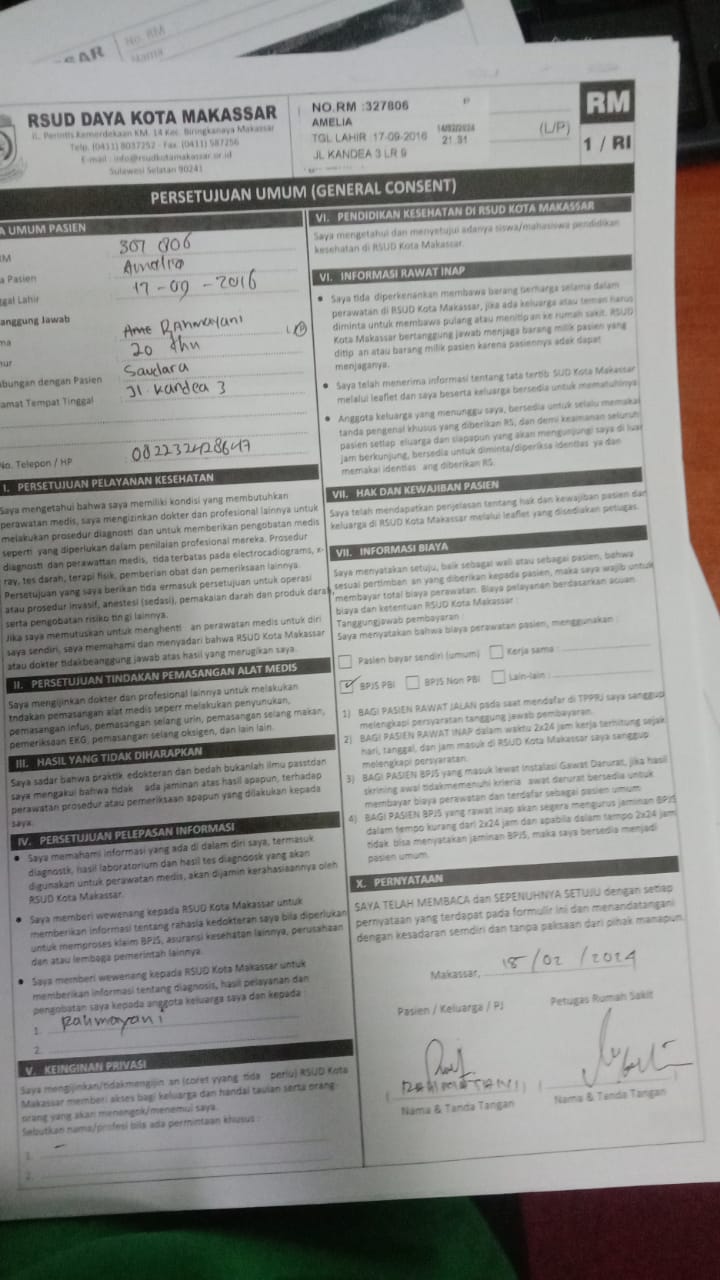 No. RM
Nama
RSUD DAYA KOTA MAKASSAR
JL. Perintis Kemerdekaan KM. 14 Kec. Biringkanaya Makassar
Telp. (0411) 8037252 - Fax. (0411) 587256
E-mail : info@rsudkotamakassar.or.id
Sulawesi Selatan 90241
NO.RM :327806 P
AMELIA
TGL LAHIR 17-09-2016 14/02/2024
21:31
JL KANDEA 3 LR 9
(L/P)
RM
1 / RI
PERSETUJUAN UMUM (GENERAL CONSENT)
A UMUM PASIEN
RM 307 806
a Pasien Amelia
gal Lahir 17-09-2016
anggung Jawab
ma Ame Rahmayani L(P)
mur 20 thn
bungan dengan Pasien Saudara
amat Tempat Tinggal Jl. Kandea 3
No. Telepon / HP 082232428647
I. PERSETUJUAN PELAYANAN KESEHATAN
Saya mengetahui bahwa saya memiliki kondisi yang membutuhkan
perawatan medis, saya mengizinkan dokter dan profesional lainnya untuk
melakukan prosedur diagnosti dan untuk memberikan pengobatan medis
seperti yang diperlukan dalam penilaian profesional mereka. Prosedur
diagnosti dan perawattan medis, tida terbatas pada electrocadiograms, x-
ray, tes darah, terapi fisik, pemberian obat dan pemeriksaan lainnya.
Persetujuan yang saya berikan tida ermasuk persetujuan untuk operasi
atau prosedur invasif, anestesi (sedasi), pemakaian darah dan produk darah,
serta pengobatan risiko tin gi lainnya.
Jika saya memutuskan untuk menghenti an perawatan medis untuk diri
saya sendiri, saya memahami dan menyadari bahwa RSUD Kota Makassar
atau dokter tidakbeanggung jawab atas hasil yang merugikan saya.
II. PERSETUJUAN TINDAKAN PEMASANGAN ALAT MEDIS
Saya mengijinkan dokter dan profesional lainnya untuk melakukan
tndakan pemasangan alat medis seperr melakukan penyunukan,
pemasangan infus, pemasangan selang urin, pemasangan selang makan,
pemeriksaan EKG, pemasangan selang oksigen, dan lain lain.
III. HASIL YANG TIDAK DIHARAPKAN
Saya sadar bahwa praktik edokteran dan bedah bukanlah ilmu passtdan
saya mengakui bahwa tidak ada jaminan atas hasil apapun, terhadap
perawatan prosedur atau pemeriksaan apapun yang dilakukan kepada
saya.
IV. PERSETUJUAN PELEPASAN INFORMASI
• Saya memahami informasi yang ada di dalam diri saya, termasuk
diagnostk, hasil laboratorium dan hasil tes diagnoosk yang akan
digunakan untuk perawatan medis, akan dijamin kerahasiaannya oleh
RSUD Kota Makassar.
• Saya memberi wewenang kepada RSUD Kota Makassar untuk
memberikan informasi tentang rahasia kedokteran saya bila diperlukan
untuk memproses klaim BPJS, asuransi kesehatan lainnya, perusahaan
dan atau lembaga pemerintah lainnya.
• Saya memberi wewenang kepada RSUD Kota Makassar untuk
memberikan informasi tentang diagnosis, hasil pelayanan dan
pengobatan saya kepada anggota keluarga saya dan kepada
1. Rahmayani
2.
V. KEINGINAN PRIVASI
Saya mengijinkan/tidakmengijin an (coret yyang tida perlu) RSUD Kota
Makassar memberi akses bagi keluarga dan handai taulan serta orang-
orang yang akan menengok/menemui saya.
Sebutkan nama/profesi bila ada permintaan khusus :
1. –
2.
VI. PENDIDIKAN KESEHATAN DI RSUD KOTA MAKASSAR
Saya mengetahui dan menyatujui adanya siswa/mahasiswa pendidikan
kesehatan di RSUD Kota Makassar.
VI. INFORMASI RAWAT INAP
• Saya tida diperkenankan membawa barang berharga selama dalam
perawatan di RSUD Kota Makassar, jika ada keluarga atau teman harus
diminta untuk membawa pulang atau menitip an ke rumah sakit. RSUD
Kota Makassar bertanggung jawab menjaga barang milik pasien yang
ditip an atau barang milik pasien karena pasiennya adak dapat
menjaganya.
• Saya telah menerima informasi tentang tata tertib SUD Kota Makassar
melalui leaflet dan saya beserta keluarga bersedia untuk mematuhinya
• Anggota keluarga yang menunggu saya, bersedia untuk selalu memakai
tanda pengenal khusus yang diberikan RS, dan demi keamanan seluruh
pasien setiap eluarga dan siapapun yang akan mengunjungi saya di luar
jam berkunjung, bersedia untuk diminta/diperiksa identias ya dan
memakai identias ang diberikan RS.
VII. HAK DAN KEWAJIBAN PASIEN
Saya telah mendapatkan penjelasan tentang hak dan kewajiban pasien dan
keluarga di RSUD Kota Makassar melalui leaflet yang disediakan petugas.
VII. INFORMASI BIAYA
Saya menyatakan setuju, baik sebagai wali atau sebagai pasien, bahwa
sesuai pertimban an yang diberikan kepada pasien, maka saya wajib untuk
membayar total biaya perawatan. Biaya pelayanan berdasarkan acuan
biaya dan ketentuan RSUD Kota Makassar :
Tanggungjawab pembayaran :
Saya menyatakan bahwa biaya perawatan pasien, menggunakan :
Pasien bayar sendiri (umum) Kerja sama :
✓ BPJS PBI BPJS Non PBI Lain-lain :
1) BAGI PASIEN RAWAT JALAN pada saat mendafar di TPPRJ saya sanggup
melengkapi persyaratan tanggung jawab pembayaran.
2) BAGI PASIEN RAWAT INAP dalam waktu 2x24 jam kerja terhitung sejak
hari, tanggal, dan jam masuk di RSUD Kota Makassar saya sanggup
melengkapi persyaratan.
3) BAGI PASIEN BPJS yang masuk lewat Instalasi Gawat Darurat, jika hasil
skrining awal tidakmemenuhi krieria awat derurat bersedia untuk
membayar biaya perawatan dan terdafar sebagai pasien umum
4) BAGI PASIEN BPJS yang rawat inap akan segera mengurus jaminan BPJS
dalam tempo kurang dari 2x24 jam dan apabila dalam tempo 2x24 jam
tidak bisa menyatakan jaminan BPJS, maka saya bersedia menjadi
pasien umum.
X. PERNYATAAN
SAYA TELAH MEMBACA dan SEPENUHNYA SETUJU dengan setiap
pernyataan yang terdapat pada formulir ini dan menandatangani
dengan kesadaran semdiri dan tanpa paksaan dari pihak manapun.
Makassar, 15 / 02 / 2024
Pasien / Keluarga / PJ Petugas Rumah Sakit
( RAHMAYANI )
Nama & Tanda Tangan Nama & Tanda Tangan